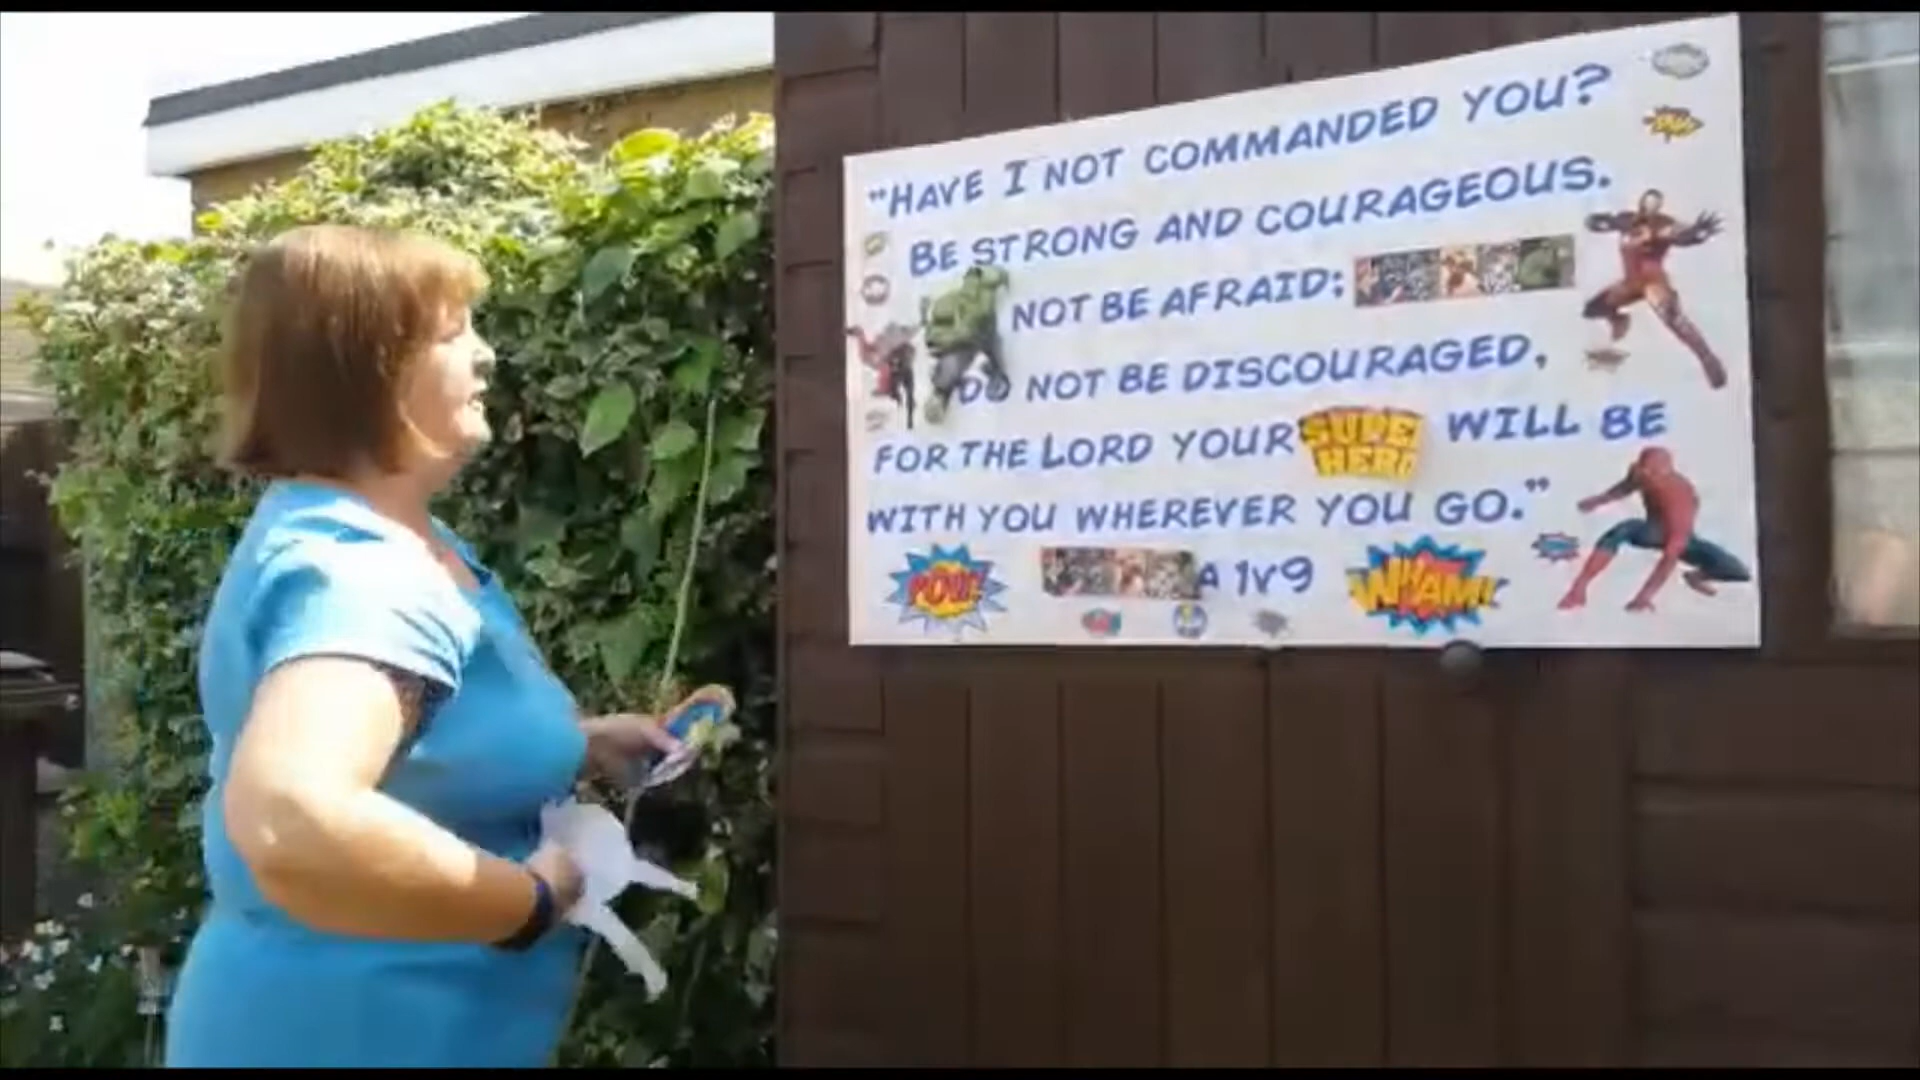 "HAVE I NOT COMMANDED YOU?
BE STRONG AND COURAGEOUS.
NOT BE AFRAID;
DO NOT BE DISCOURAGED,
FOR THE LORD YOUR SUPER HERO WILL BE
WITH YOU WHEREVER YOU GO."
POW! A 1v9 WHAM!